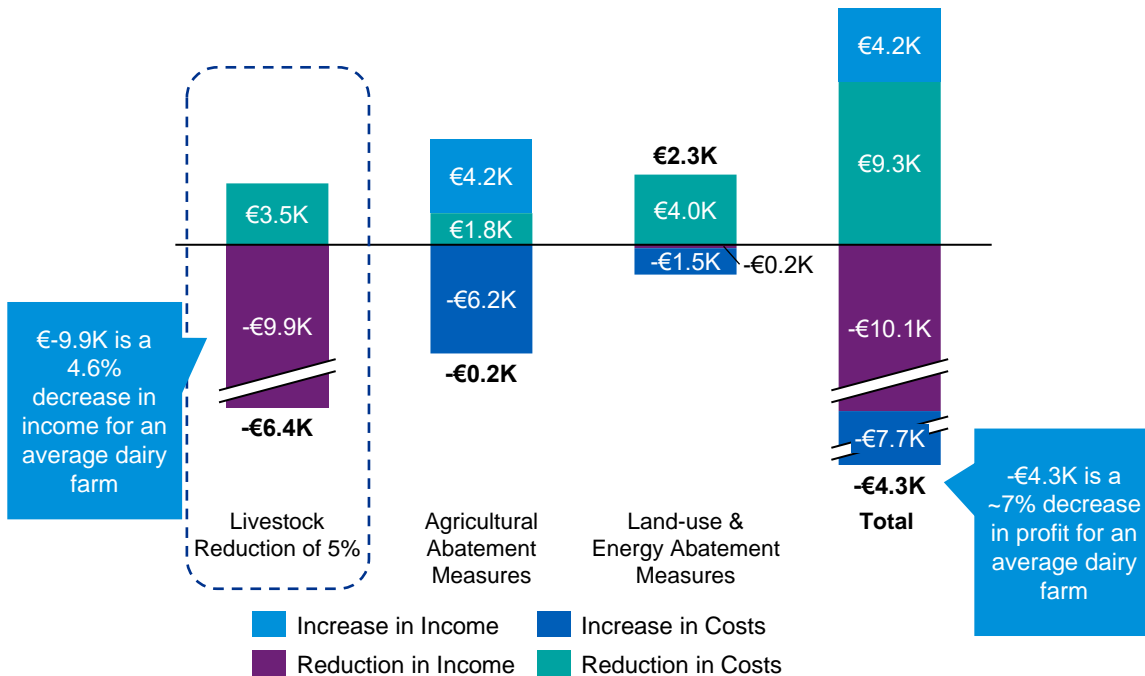 €4.2K
€9.3K
-€10.1K
-€7.7K
-€4.3K
Total
€2.3K
€4.0K
-€1.5K
-€0.2K
Land-use &
Energy Abatement
Measures
€4.2K
€1.8K
-€6.2K
-€0.2K
Agricultural
Abatement
Measures
€3.5K
-€9.9K
-€6.4K
Livestock
Reduction of 5%
€-9.9K is a
4.6%
decrease in
income for an
average dairy
farm
-€4.3K is a
~7% decrease
in profit for an
average dairy
farm
Increase in Income
Increase in Costs
Reduction in Income
Reduction in Costs